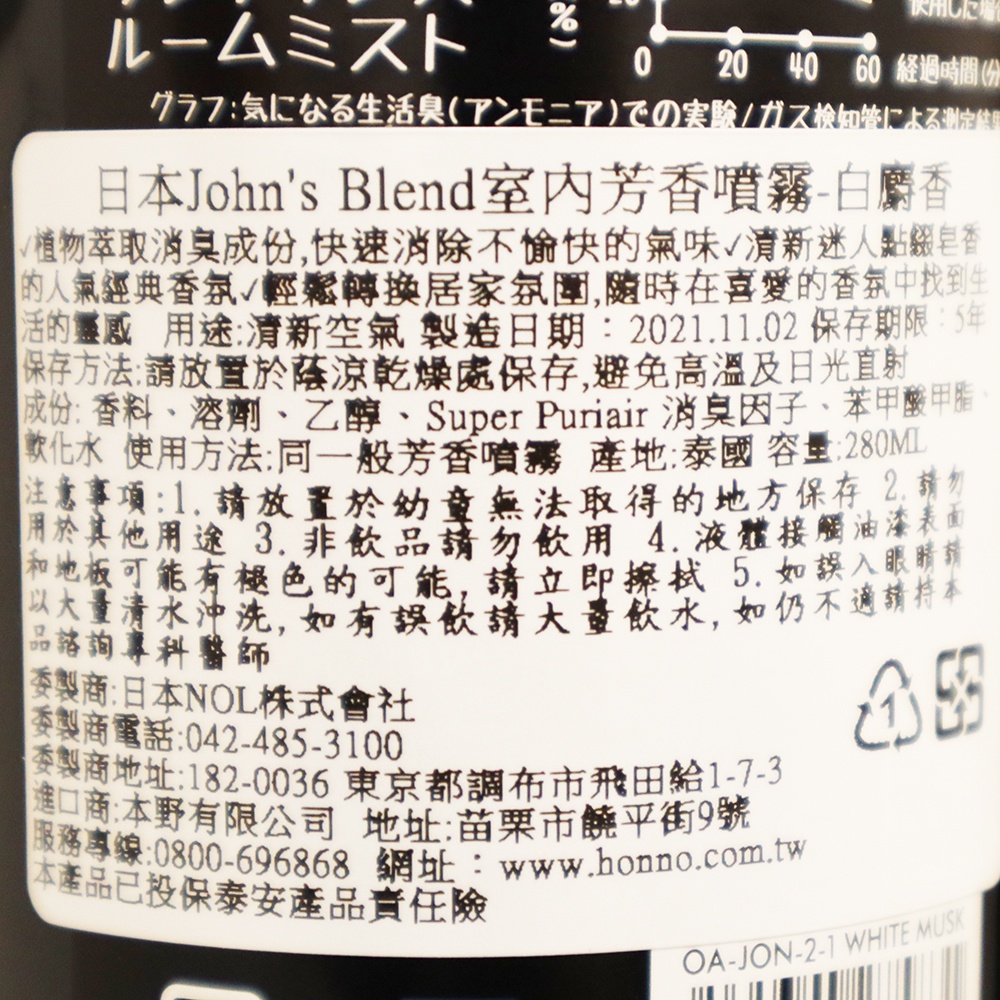 ルームミスト
(%)
0 20 40 60 経過時間(分
グラフ:気になる生活臭(アンモニア)での実験/ガス検知管による測定結果
日本John's Blend室內芳香噴霧-白麝香
✓植物萃取消臭成份,快速消除不愉快的氣味✓清新迷人點綴皂香
的人氣經典香氛✓輕鬆轉換居家氛圍,隨時在喜愛的香氛中找到生
活的靈感 用途:清新空氣 製造日期：2021.11.02 保存期限：5年
保存方法:請放置於蔭涼乾燥處保存,避免高溫及日光直射
成份: 香料、溶劑、乙醇、Super Puriair 消臭因子、苯甲酸甲脂、
軟化水 使用方法:同一般芳香噴霧 產地:泰國 容量:280ML
注意事項:1. 請放置於幼童無法取得的地方保存 2. 請勿
用於其他用途 3. 非飲品請勿飲用 4. 液體接觸油漆表面
和地板可能有褪色的可能, 請立即擦拭 5. 如誤入眼睛請
以大量清水沖洗, 如有誤飲請大量飲水, 如仍不適請持本
品諮詢專科醫師
委製商:日本NOL株式會社
委製商電話:042-485-3100
委製商地址:182-0036 東京都調布市飛田給1-7-3
進口商:本野有限公司 地址:苗栗市饒平街9號
服務專線:0800-696868 網址：www.honno.com.tw
本產品已投保泰安產品責任險
1
OA-JON-2-1 WHITE MUSK